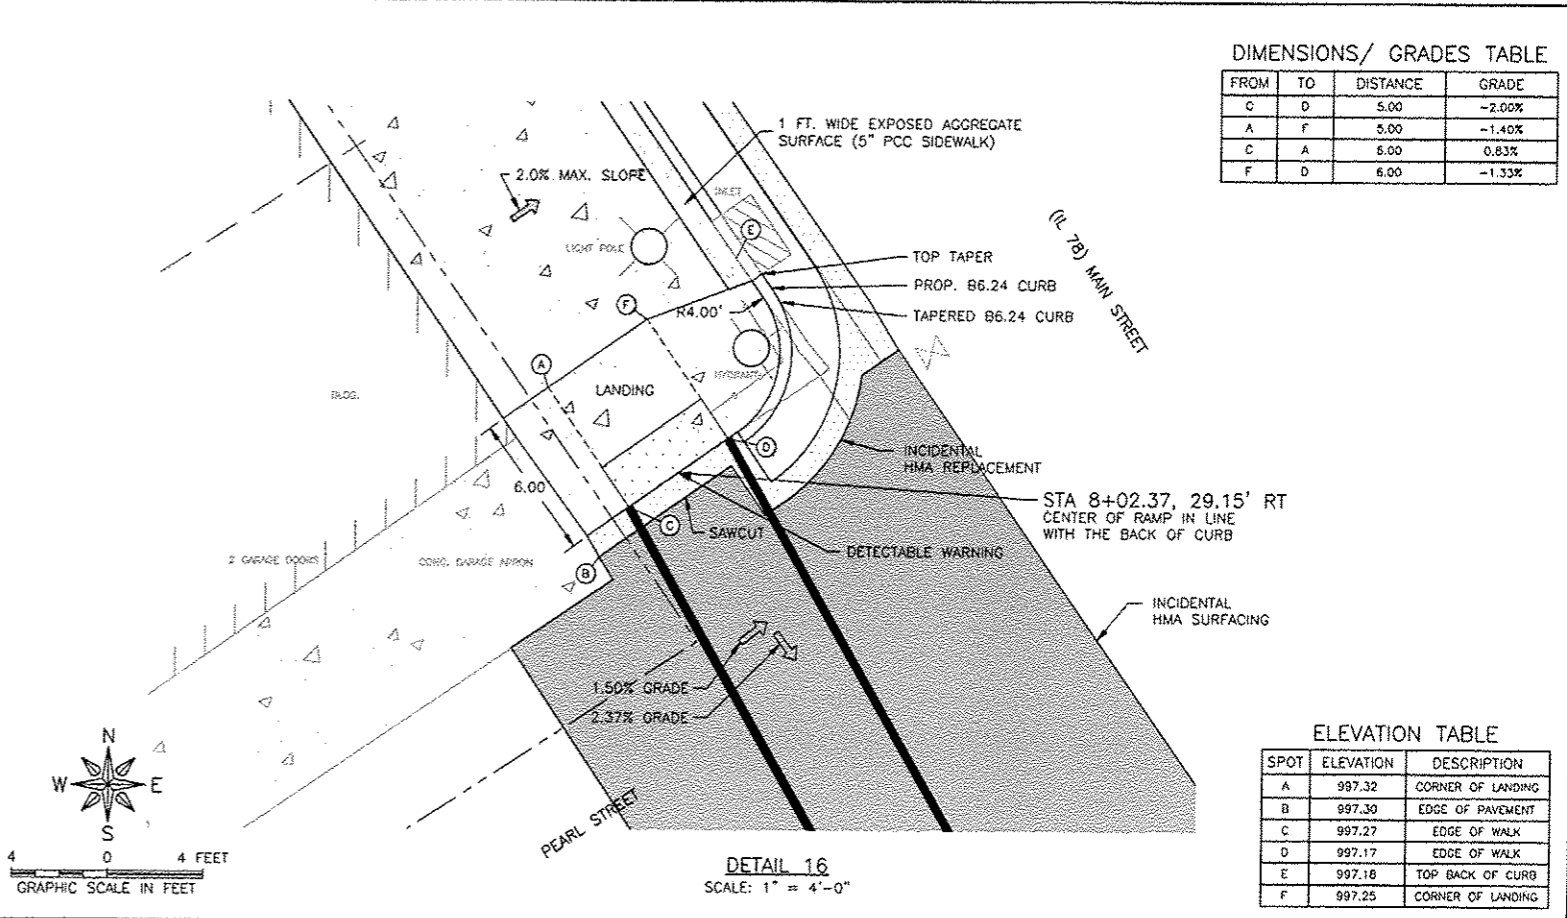 DIMENSIONS/ GRADES TABLE
FROM TO DISTANCE GRADE
C D 5.00 -2.00%
A F 5.00 -1.40%
C A 6.00 0.83%
F D 6.00 -1.33%
1 FT. WIDE EXPOSED AGGREGATE
SURFACE (5" PCC SIDEWALK)
2.0% MAX. SLOPE
INLET
E
LIGHT POLE
(IL 78) MAIN STREET
TOP TAPER
PROP. B6.24 CURB
TAPERED B6.24 CURB
F
R4.00'
A
LANDING
HYDRANT
BLDG.
D
INCIDENTAL
HMA REPLACEMENT
6.00
STA 8+02.37, 29.15' RT
CENTER OF RAMP IN LINE
WITH THE BACK OF CURB
C
SAWCUT
DETECTABLE WARNING
2 GARAGE DOORS
CONC. GARAGE APRON
B
INCIDENTAL
HMA SURFACING
1.50% GRADE
2.37% GRADE
PEARL STREET
N
W E
S
4 0 4 FEET
GRAPHIC SCALE IN FEET
DETAIL 16
SCALE: 1" = 4'-0"
ELEVATION TABLE
SPOT ELEVATION DESCRIPTION
A 997.32 CORNER OF LANDING
B 997.30 EDGE OF PAVEMENT
C 997.27 EDGE OF WALK
D 997.17 EDGE OF WALK
E 997.18 TOP BACK OF CURB
F 997.25 CORNER OF LANDING